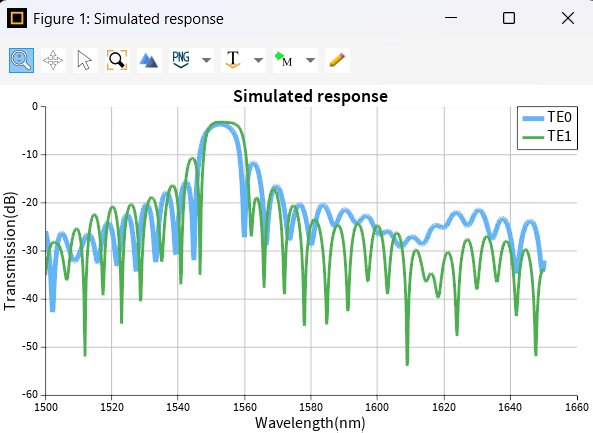 Figure 1: Simulated response
PNG
T
M
Simulated response
TE0
TE1
Transmission(dB)
0
-10
-20
-30
-40
-50
-60
1500
1520
1540
1560
1580
1600
1620
1640
1660
Wavelength(nm)